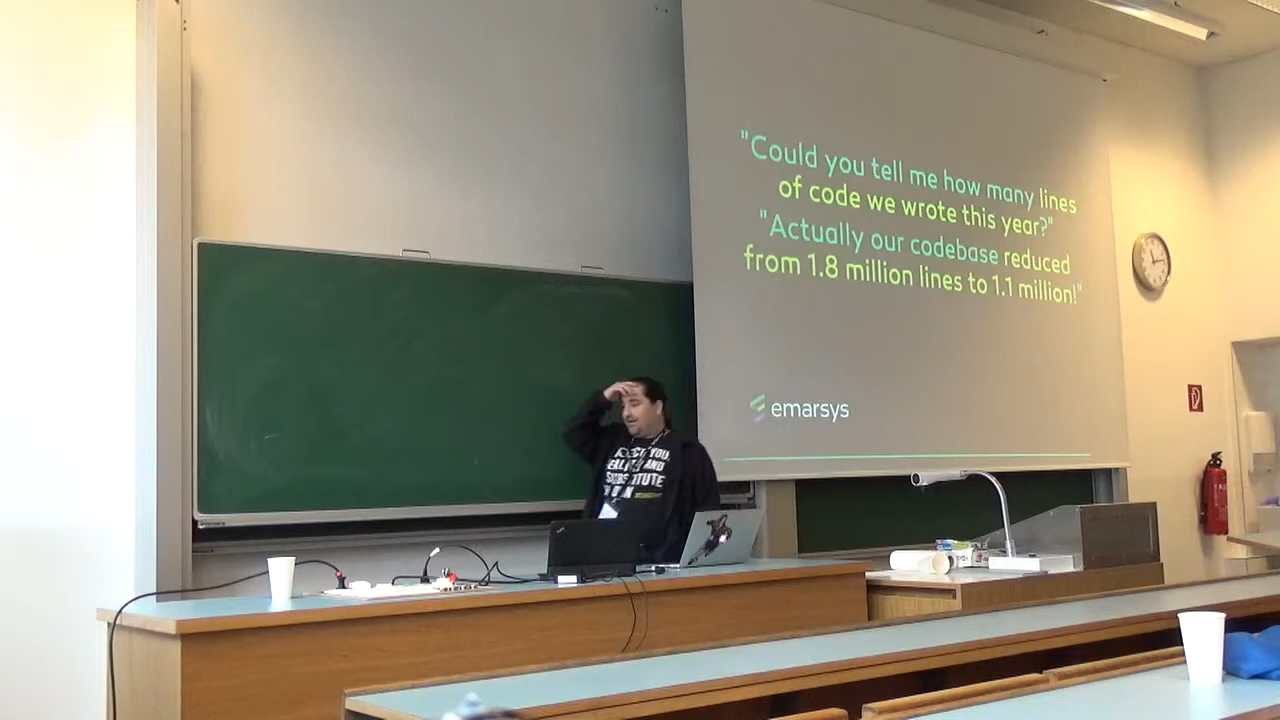 "Could you tell me how many lines
of code we wrote this year?"
"Actually our codebase reduced
from 1.8 million lines to 1.1 million!"
emarsys
AND